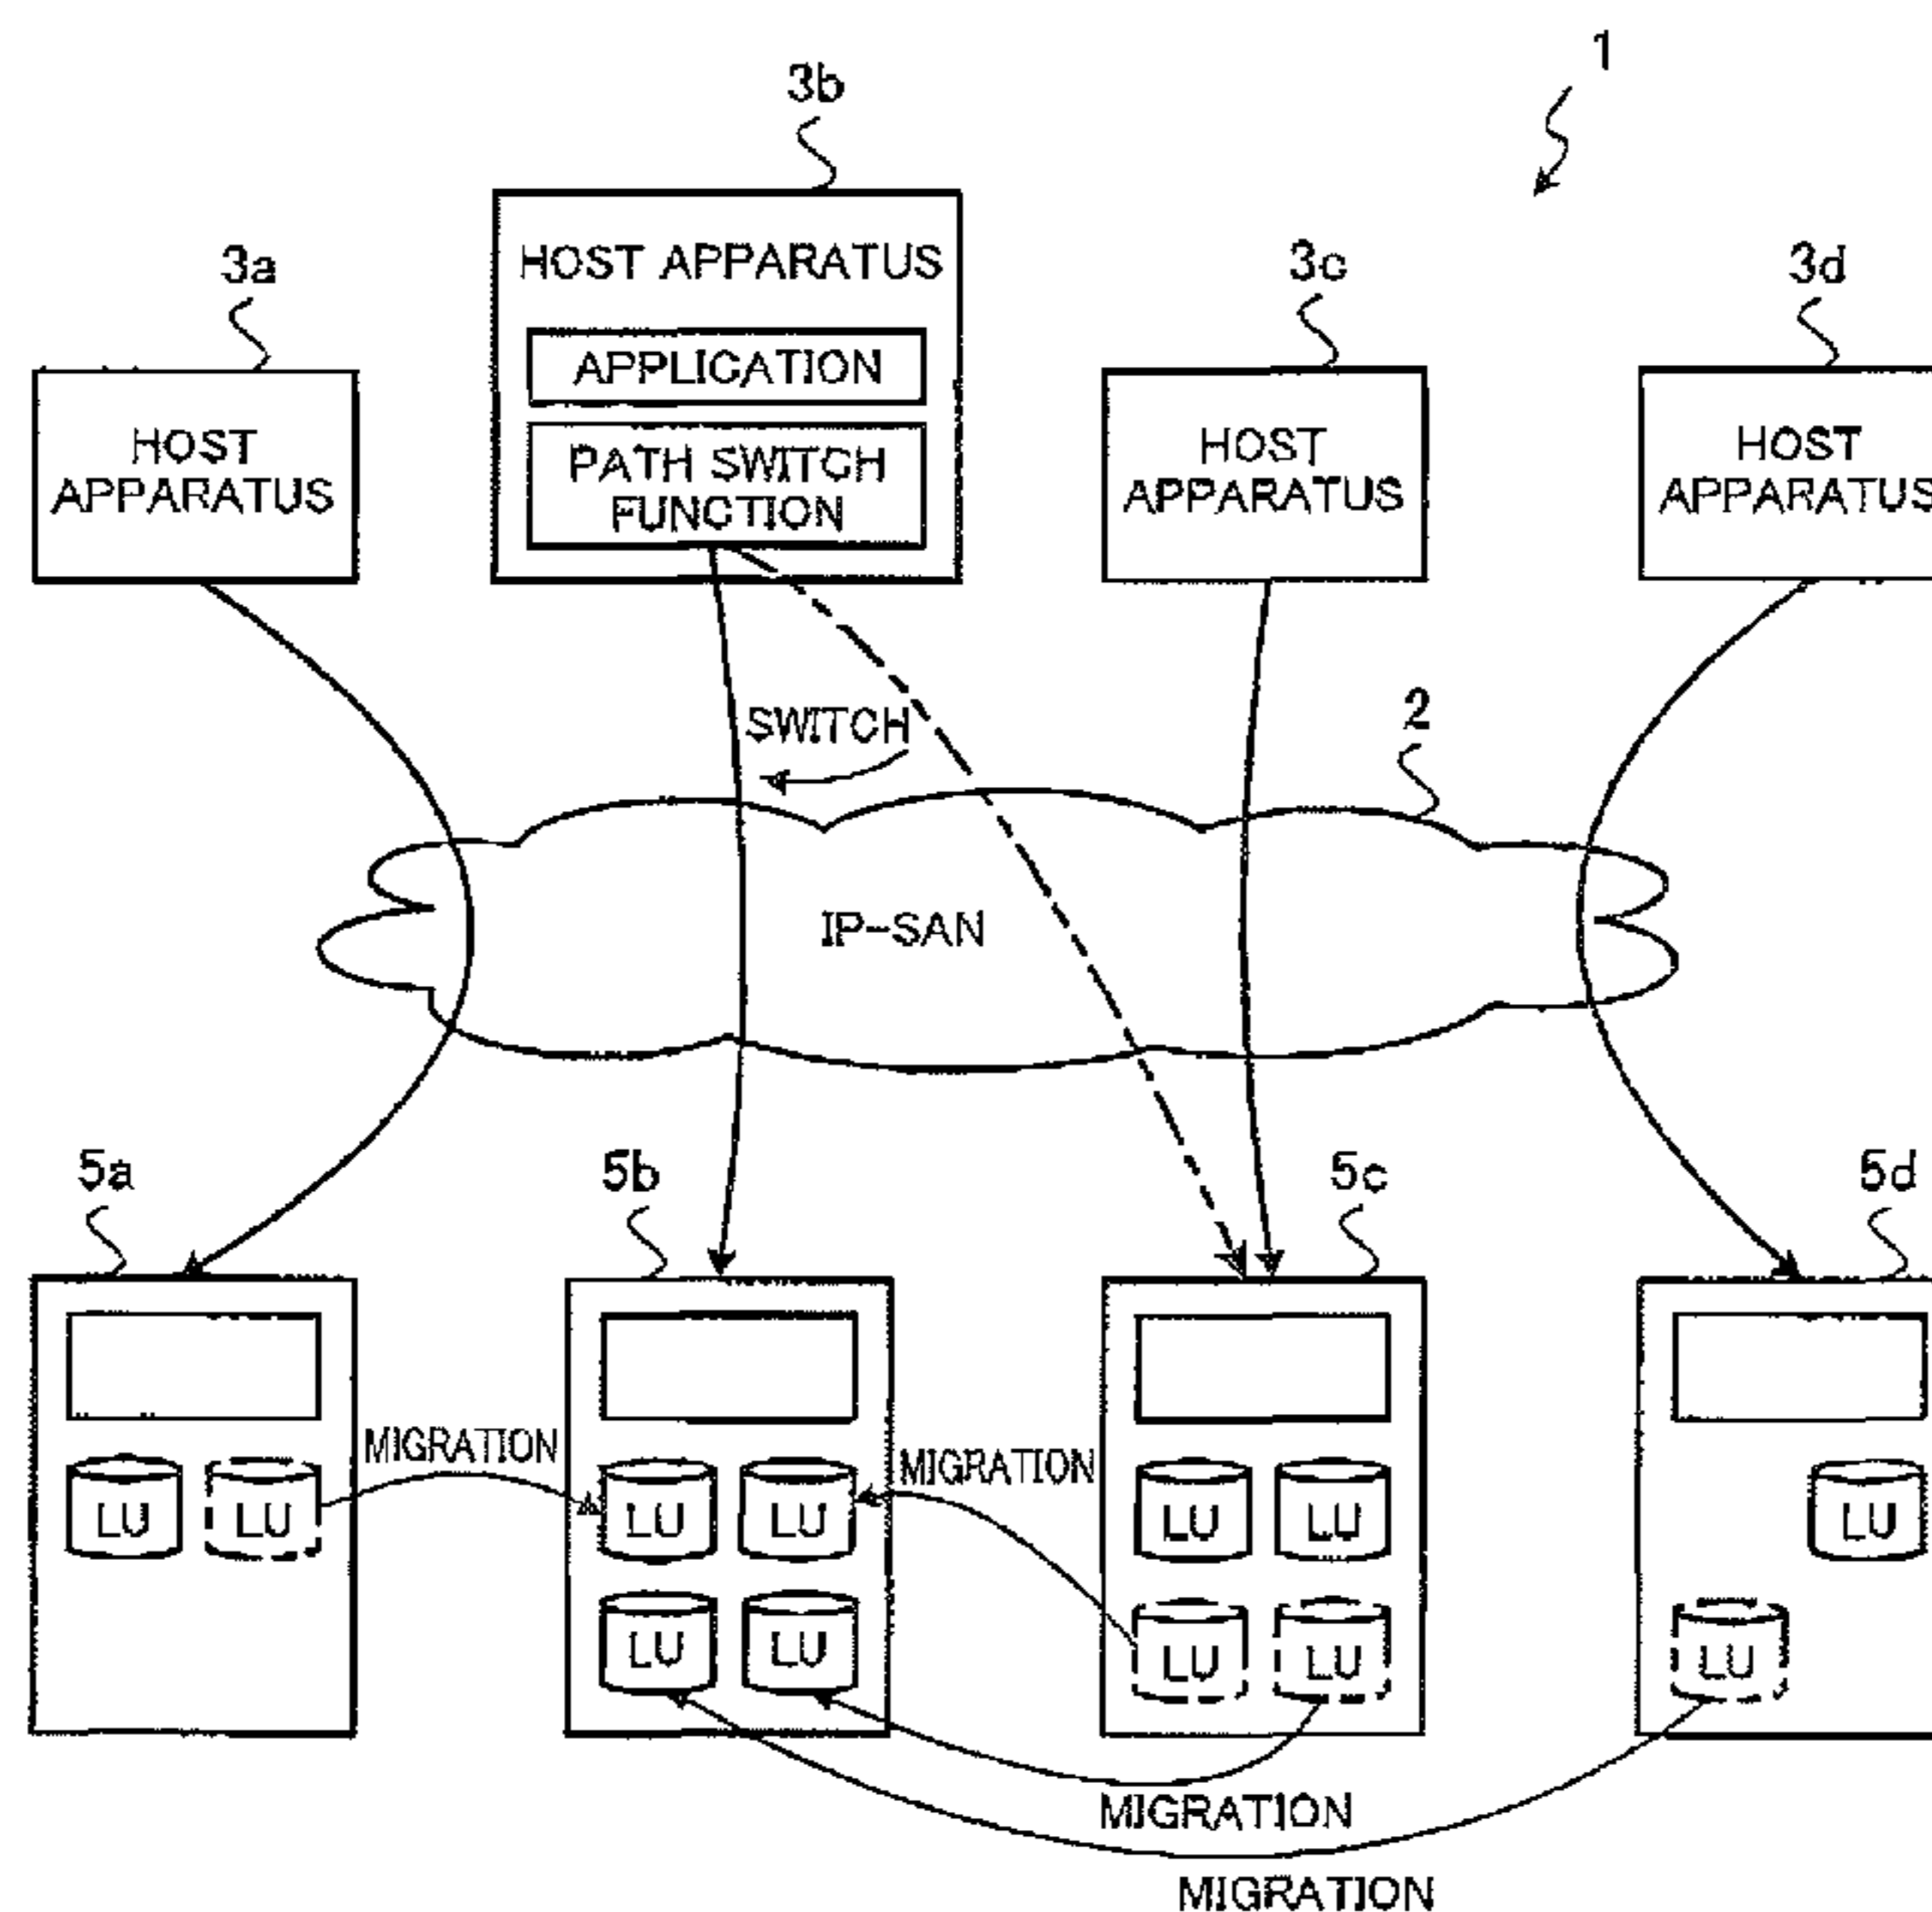 1
3b
HOST APPARATUS
3a
3c
3d
APPLICATION
HOST
APPARATUS
PATH SWITCH
FUNCTION
HOST
APPARATUS
HOST
APPARATUS
SWITCH
2
IP-SAN
5a
5b
5c
5d
MIGRATION
MIGRATION
LU
LU
LU
LU
LU
LU
LU
LU
LU
LU
LU
LU
MIGRATION
MIGRATION